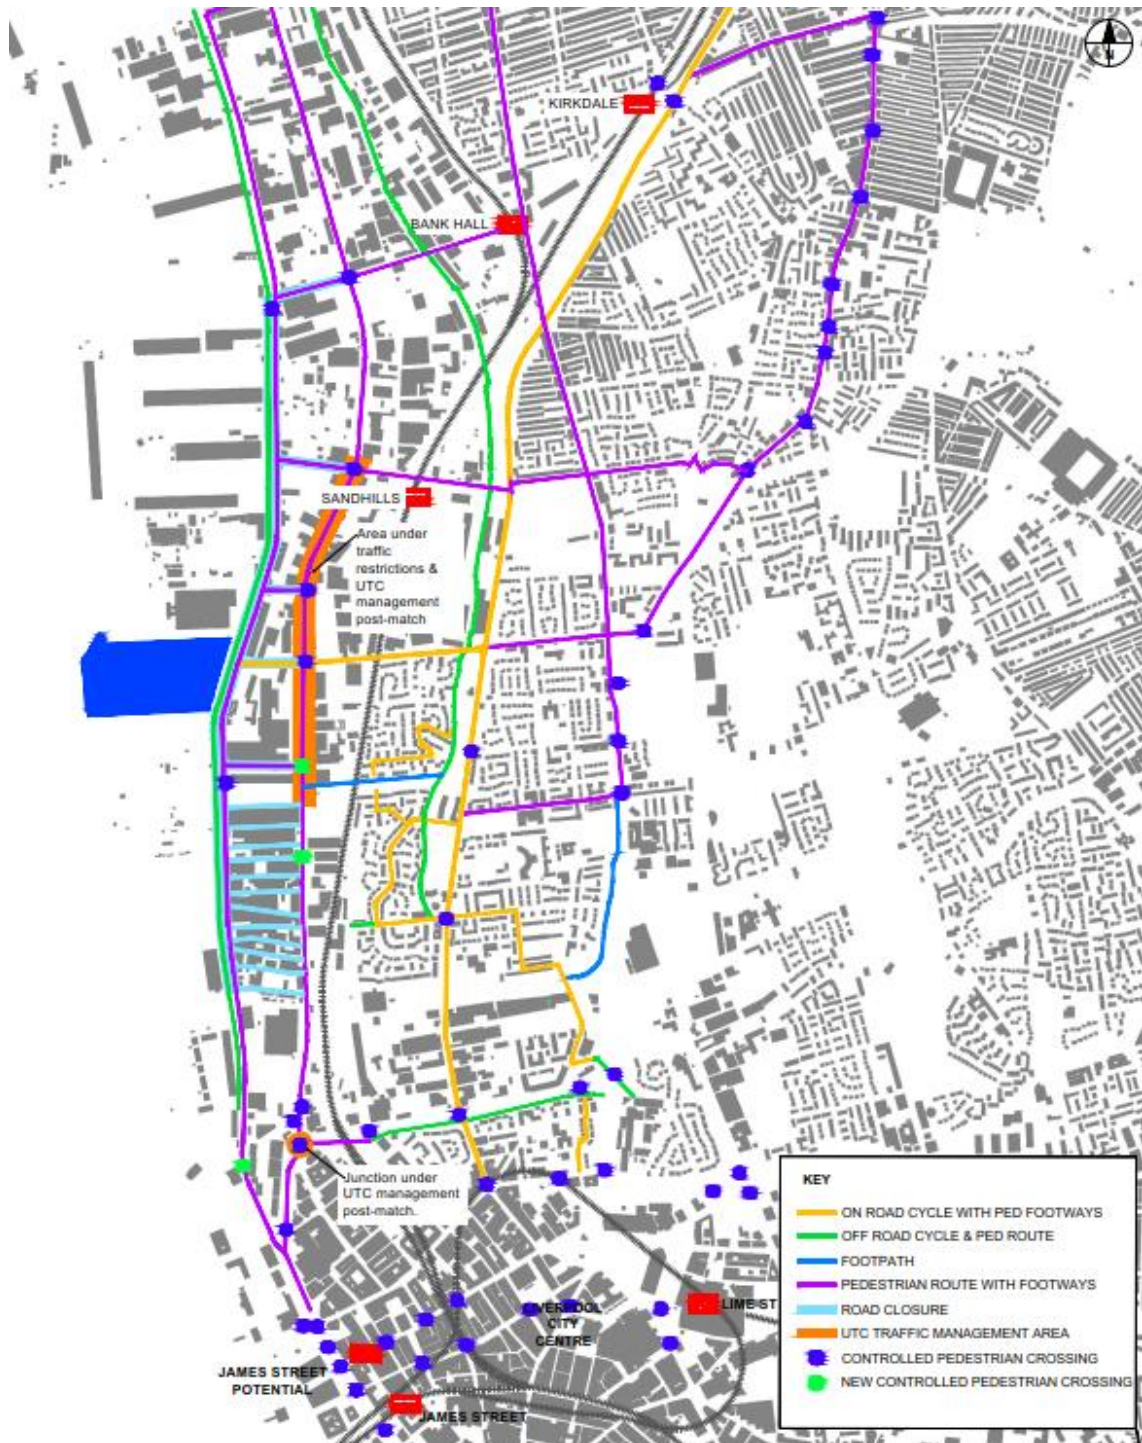 N
KIRKDALE
BANK HALL
SANDHILLS
Area under
traffic
restrictions &
UTC
management
post-match
Junction under
UTC management
post-match.
LIME ST
LIVERPOOL
CITY
CENTRE
JAMES STREET
POTENTIAL
JAMES STREET
KEY
ON ROAD CYCLE WITH PED FOOTWAYS
OFF ROAD CYCLE & PED ROUTE
FOOTPATH
PEDESTRIAN ROUTE WITH FOOTWAYS
ROAD CLOSURE
UTC TRAFFIC MANAGEMENT AREA
CONTROLLED PEDESTRIAN CROSSING
NEW CONTROLLED PEDESTRIAN CROSSING